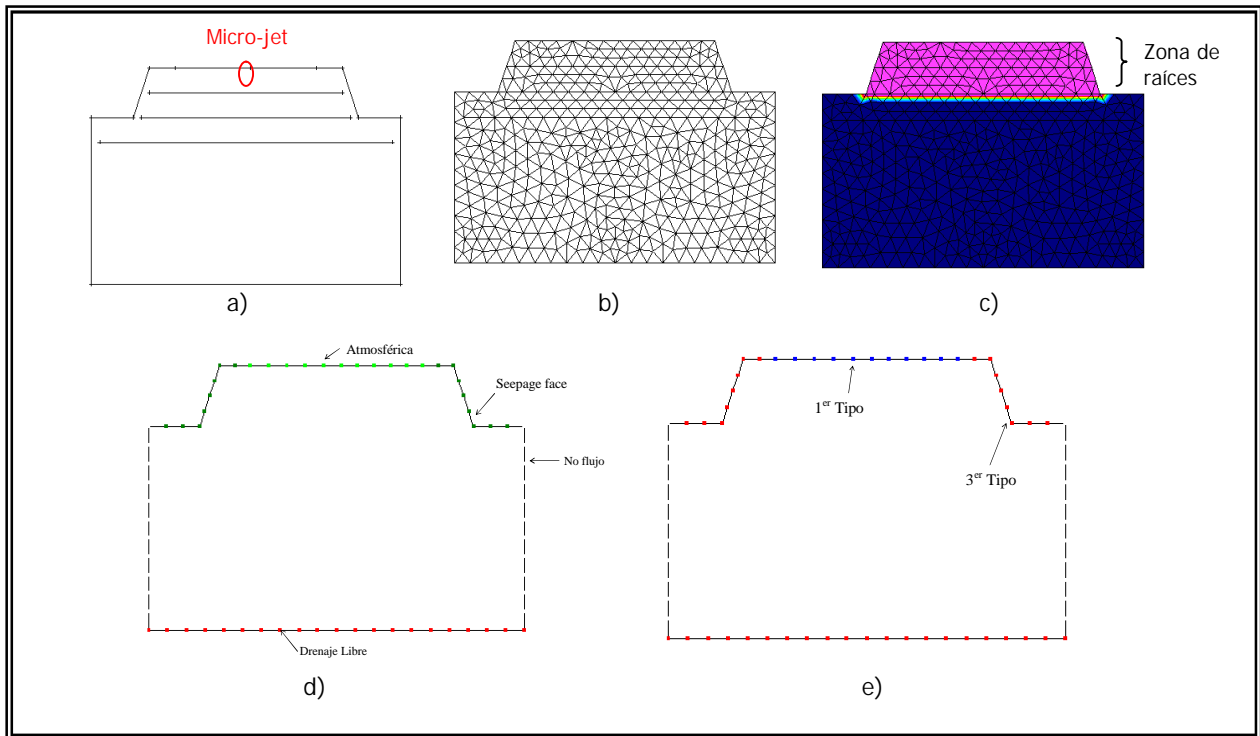 Micro-jet
Zona de
raíces
a)
b)
c)
Atmosférica
Seepage face
No flujo
Drenaje Libre
d)
1er Tipo
3er Tipo
e)